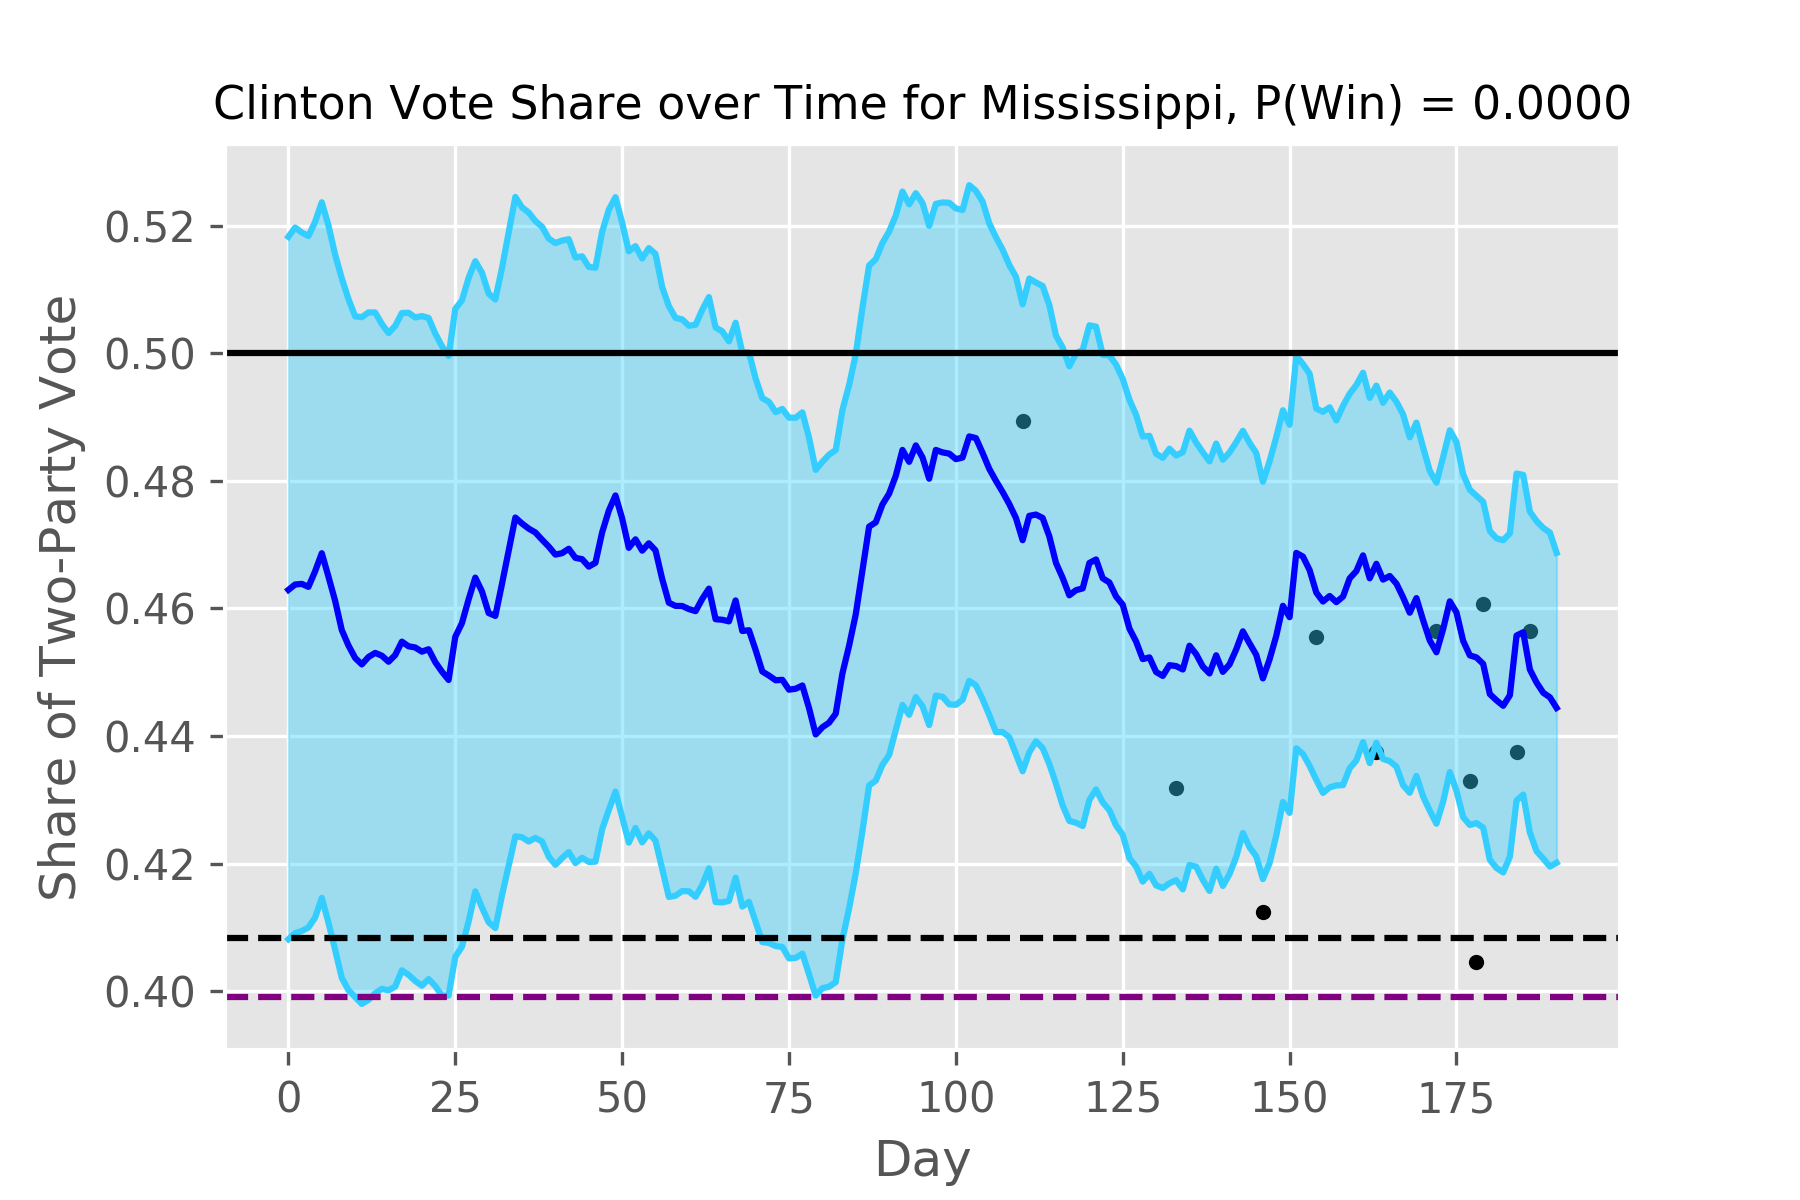 Clinton Vote Share over Time for Mississippi, P(Win) = 0.0000
Share of Two-Party Vote
0.52
0.50
0.48
0.46
0.44
0.42
0.40
0 25 50 75 100 125 150 175
Day